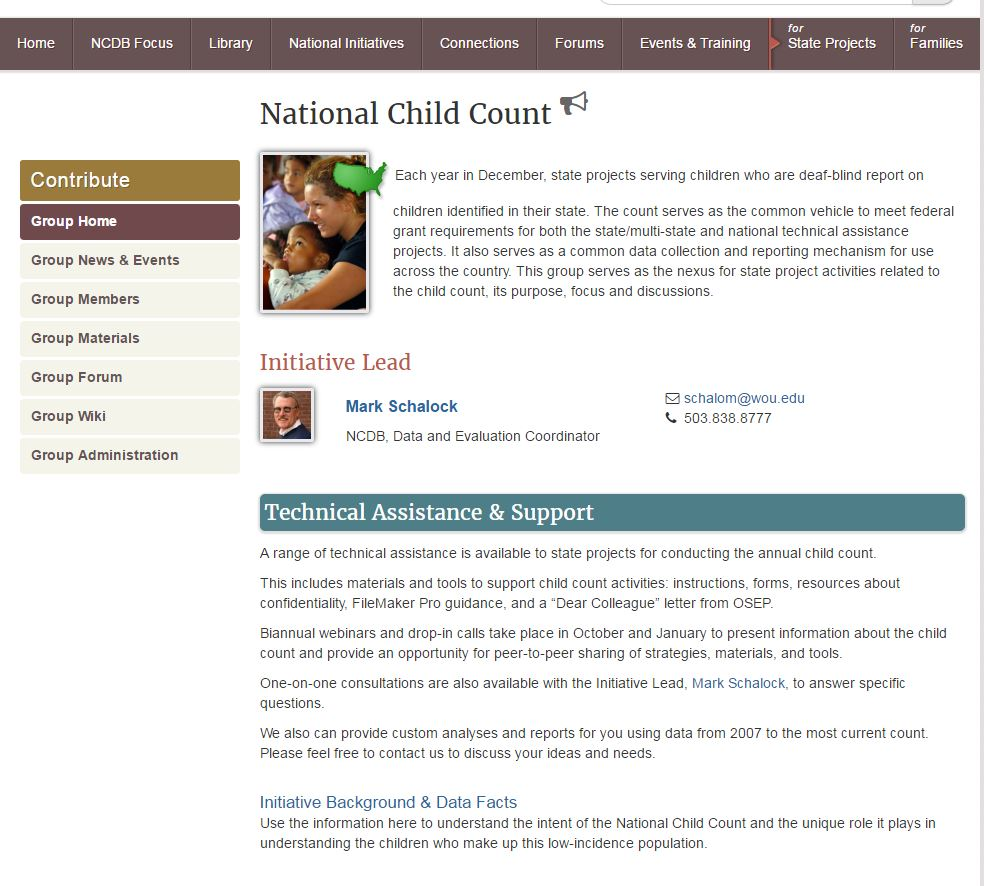 Home NCDB Focus Library National Initiatives Connections Forums Events & Training for State Projects for Families
National Child Count
Contribute
Group Home
Group News & Events
Group Members
Group Materials
Group Forum
Group Wiki
Group Administration
Each year in December, state projects serving children who are deaf-blind report on
children identified in their state. The count serves as the common vehicle to meet federal
grant requirements for both the state/multi-state and national technical assistance
projects. It also serves as a common data collection and reporting mechanism for use
across the country. This group serves as the nexus for state project activities related to
the child count, its purpose, focus and discussions.
Initiative Lead
Mark Schalock
NCDB, Data and Evaluation Coordinator
schalom@wou.edu
503.838.8777
Technical Assistance & Support
A range of technical assistance is available to state projects for conducting the annual child count.
This includes materials and tools to support child count activities: instructions, forms, resources about
confidentiality, FileMaker Pro guidance, and a “Dear Colleague” letter from OSEP.
Biannual webinars and drop-in calls take place in October and January to present information about the child
count and provide an opportunity for peer-to-peer sharing of strategies, materials, and tools.
One-on-one consultations are also available with the Initiative Lead, Mark Schalock, to answer specific
questions.
We also can provide custom analyses and reports for you using data from 2007 to the most current count.
Please feel free to contact us to discuss your ideas and needs.
Initiative Background & Data Facts
Use the information here to understand the intent of the National Child Count and the unique role it plays in
understanding the children who make up this low-incidence population.